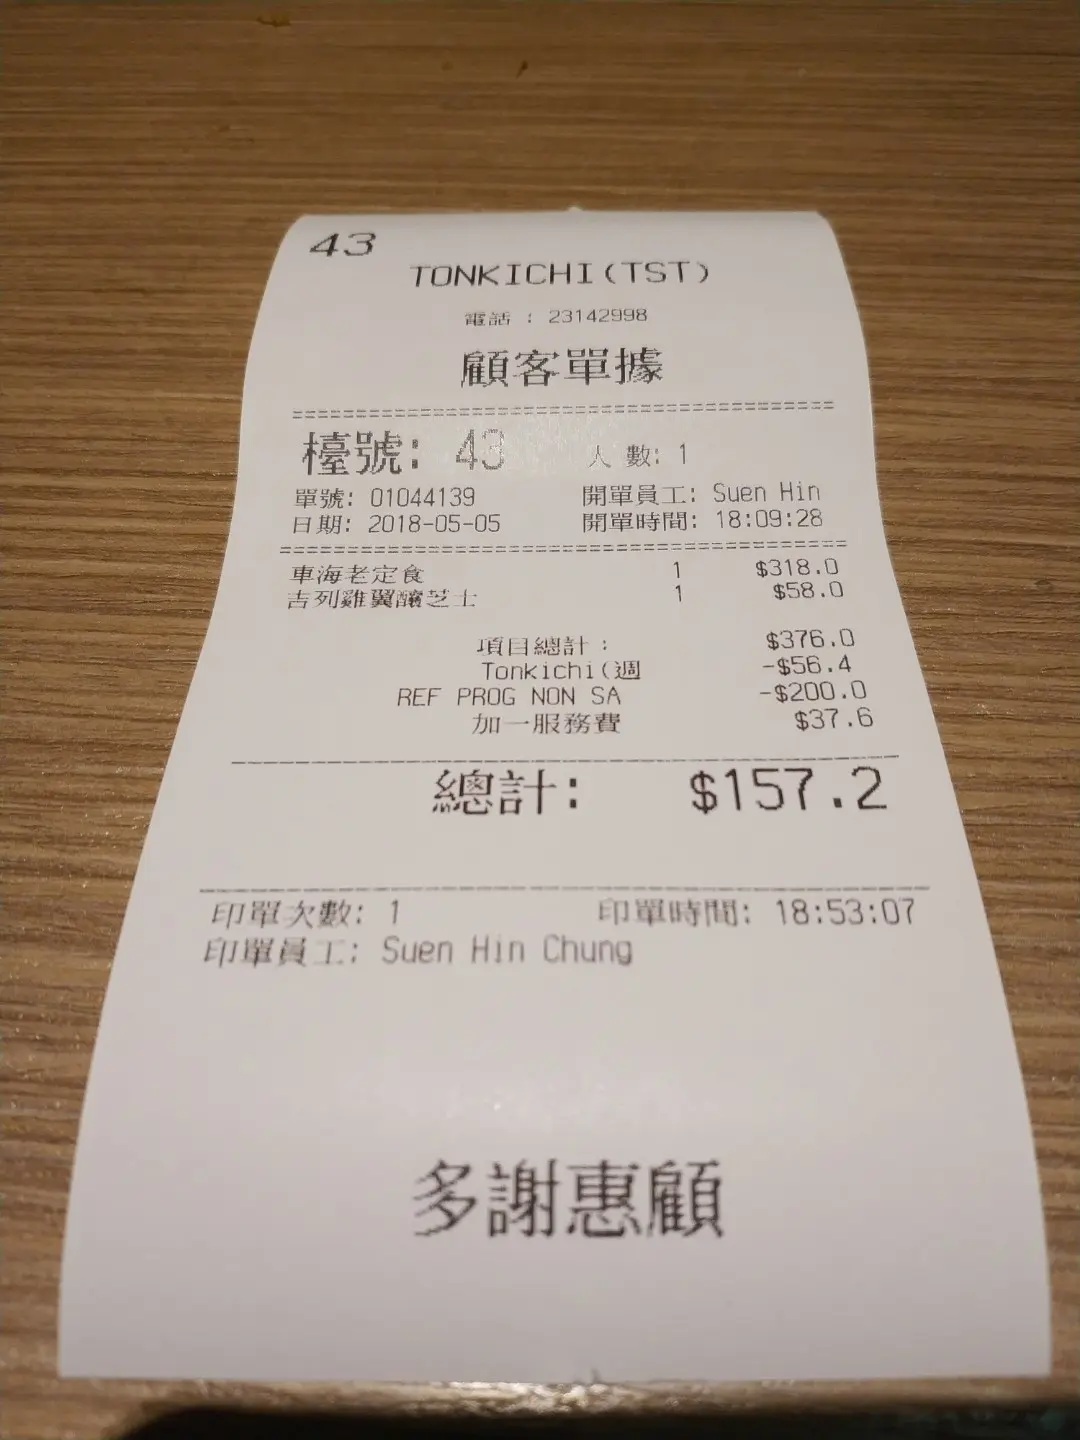 43
TONKICHI(TST)
電話 : 23142998
顧客單據
檯號: 43 人 數: 1
單號: 01044139 開單員工: Suen Hin
日期: 2018-05-05 開單時間: 18:09:28
車海老定食 1 $318.0
吉列雞翼釀芝士 1 $58.0
項目總計: $376.0
Tonkichi(週 -$56.4
REF PROG NON SA -$200.0
加一服務費 $37.6
總計: $157.2
印單次數: 1 印單時間: 18:53:07
印單員工: Suen Hin Chung
多謝惠顧